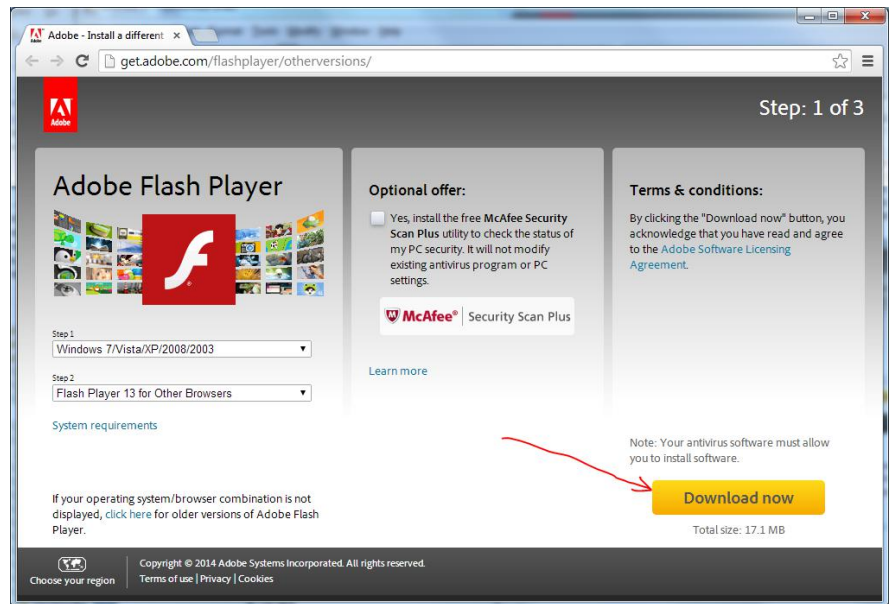 Adobe - Install a different
get.adobe.com/flashplayer/otherversions/
Adobe
Step: 1 of 3
Adobe Flash Player
Step 1
Windows 7/Vista/XP/2008/2003
Step 2
Flash Player 13 for Other Browsers
System requirements
If your operating system/browser combination is not
displayed, click here for older versions of Adobe Flash
Player.
Optional offer:
Yes, install the free McAfee Security
Scan Plus utility to check the status of
my PC security. It will not modify
existing antivirus program or PC
settings.
McAfee® | Security Scan Plus
Learn more
Terms & conditions:
By clicking the "Download now" button, you
acknowledge that you have read and agree
to the Adobe Software Licensing
Agreement.
Note: Your antivirus software must allow
you to install software.
Download now
Total size: 17.1 MB
Choose your region
Copyright © 2014 Adobe Systems Incorporated. All rights reserved.
Terms of use | Privacy | Cookies